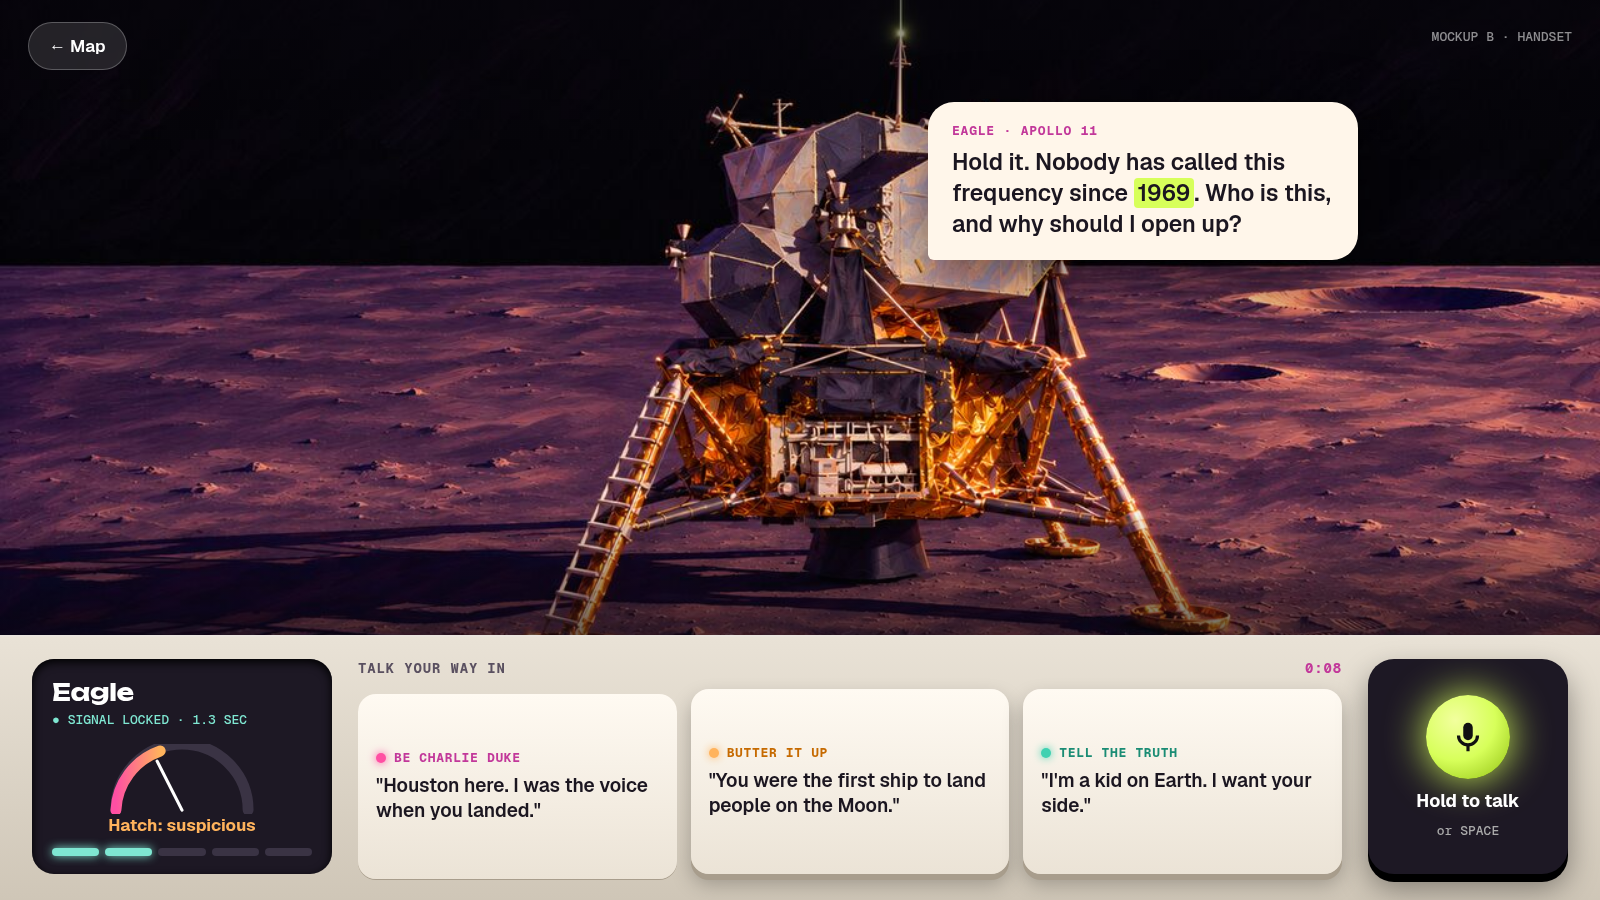 ← Map
MOCKUP B · HANDSET
EAGLE · APOLLO 11
Hold it. Nobody has called this
frequency since 1969. Who is this,
and why should I open up?
Eagle
● SIGNAL LOCKED · 1.3 SEC
Hatch: suspicious
TALK YOUR WAY IN
0:08
BE CHARLIE DUKE
"Houston here. I was the voice
when you landed."
BUTTER IT UP
"You were the first ship to land
people on the Moon."
TELL THE TRUTH
"I'm a kid on Earth. I want your
side."
Hold to talk
or SPACE